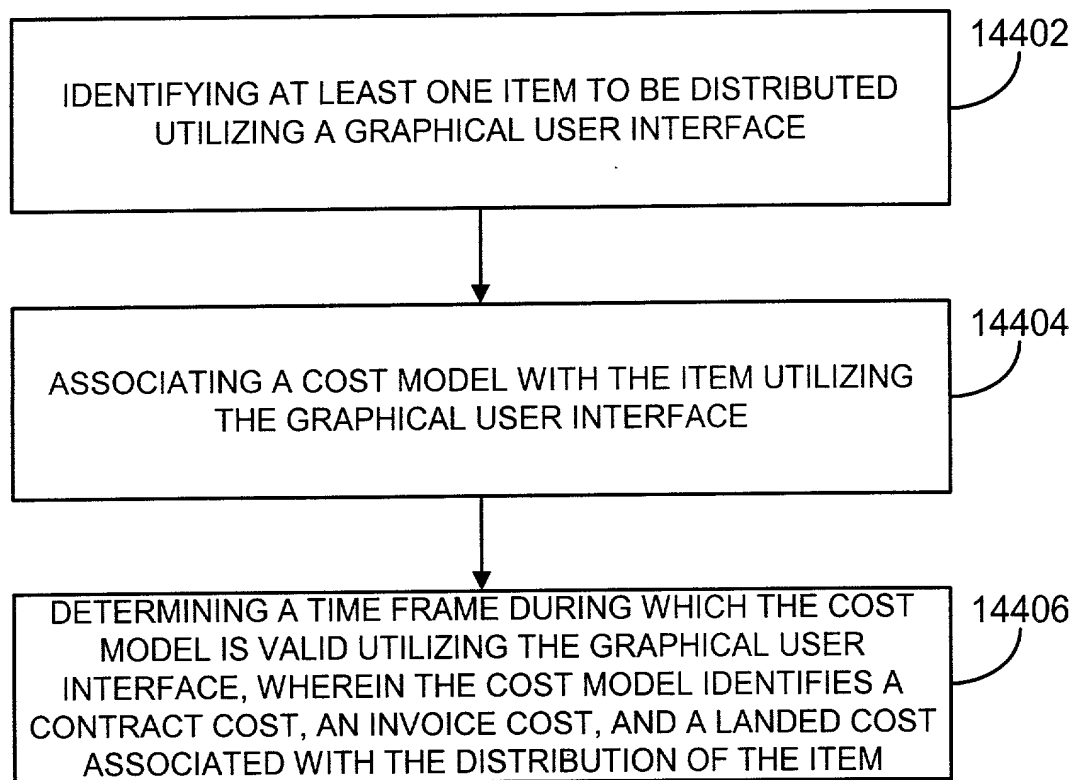 14402
IDENTIFYING AT LEAST ONE ITEM TO BE DISTRIBUTED
UTILIZING A GRAPHICAL USER INTERFACE
14404
ASSOCIATING A COST MODEL WITH THE ITEM UTILIZING
THE GRAPHICAL USER INTERFACE
14406
DETERMINING A TIME FRAME DURING WHICH THE COST
MODEL IS VALID UTILIZING THE GRAPHICAL USER
INTERFACE, WHEREIN THE COST MODEL IDENTIFIES A
CONTRACT COST, AN INVOICE COST, AND A LANDED COST
ASSOCIATED WITH THE DISTRIBUTION OF THE ITEM